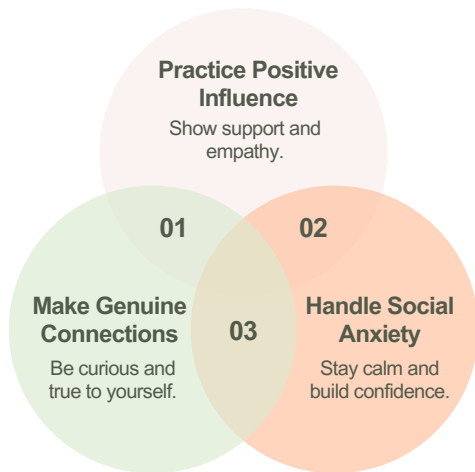 Practice Positive
Influence
Show support and
empathy.
01
02
Make Genuine
Connections
Be curious and
true to yourself.
03
Handle Social
Anxiety
Stay calm and
build confidence.